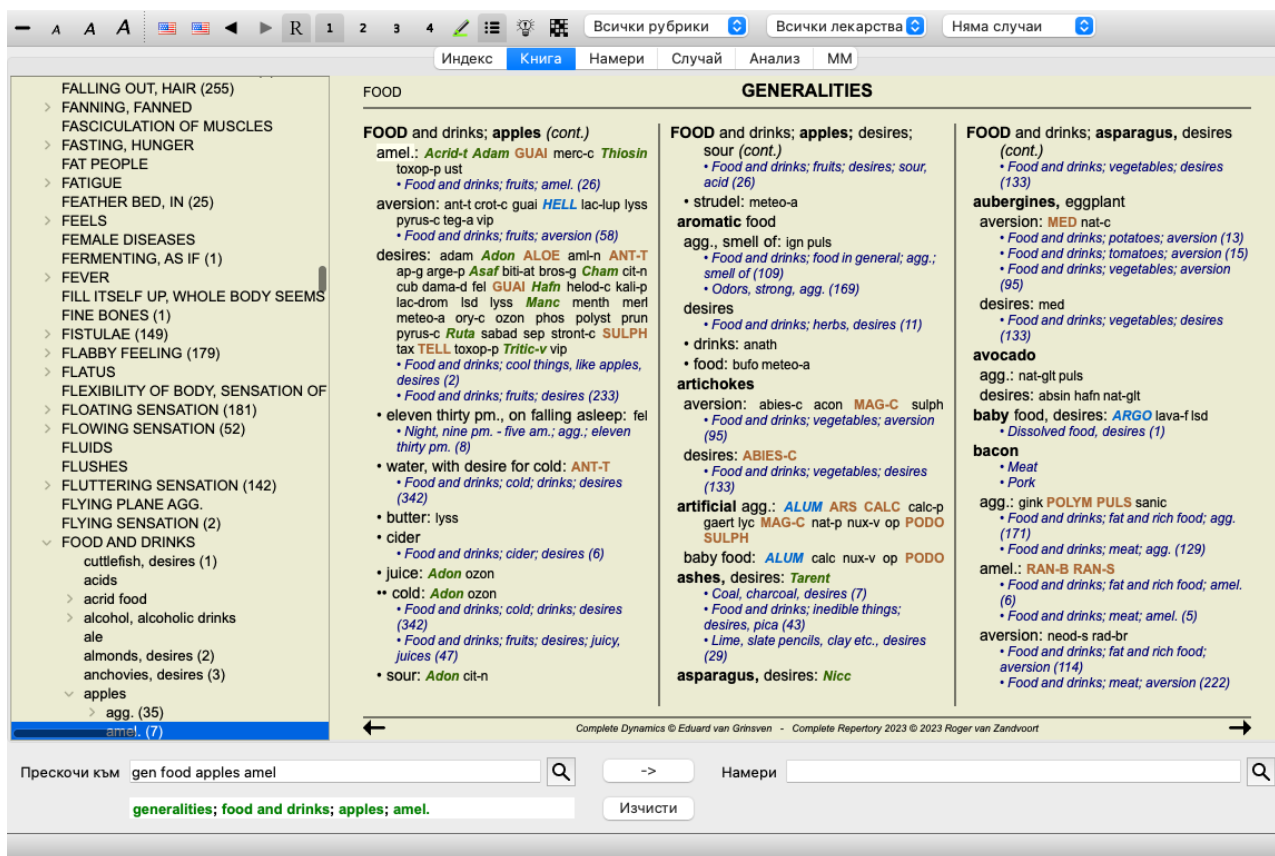 A A A R 1 2 3 4 Всички рубрики Всички лекарства Няма случаи
Индекс Книга Намери Случай Анализ ММ
FALLING OUT, HAIR (255)
FANNING, FANNED
FASCICULATION OF MUSCLES
FASTING, HUNGER
FAT PEOPLE
FATIGUE
FEATHER BED, IN (25)
FEELS
FEMALE DISEASES
FERMENTING, AS IF (1)
FEVER
FILL ITSELF UP, WHOLE BODY SEEMS
FINE BONES (1)
FISTULAE (149)
FLABBY FEELING (179)
FLATUS
FLEXIBILITY OF BODY, SENSATION OF
FLOATING SENSATION (181)
FLOWING SENSATION (52)
FLUIDS
FLUSHES
FLUTTERING SENSATION (142)
FLYING PLANE AGG.
FLYING SENSATION (2)
FOOD AND DRINKS
cuttlefish, desires (1)
acids
acrid food
alcohol, alcoholic drinks
ale
almonds, desires (2)
anchovies, desires (3)
apples
agg. (35)
amel. (7)
FOOD
GENERALITIES
FOOD and drinks; apples (cont.)
amel.: Acrid-t Adam GUAI merc-c Thiosin
toxop-p ust
• Food and drinks; fruits; amel. (26)
aversion: ant-t crot-c guai HELL lac-lup lyss
pyrus-c teg-a vip
• Food and drinks; fruits; aversion (58)
desires: adam Adon ALOE aml-n ANT-T
ap-g arge-p Asaf biti-at bros-g Cham cit-n
cub dama-d fel GUAI Hafn helod-c kali-p
lac-drom lsd lyss Manc menth merl
meteo-a ory-c ozon phos polyst prun
pyrus-c Ruta sabad sep stront-c SULPH
tax TELL toxop-p Tritic-v vip
• Food and drinks; cool things, like apples,
desires (2)
• Food and drinks; fruits; desires (233)
• eleven thirty pm., on falling asleep: fel
• Night, nine pm. - five am.; agg.; eleven
thirty pm. (8)
• water, with desire for cold: ANT-T
• Food and drinks; cold; drinks; desires
(342)
• butter: lyss
• cider
• Food and drinks; cider; desires (6)
• juice: Adon ozon
•• cold: Adon ozon
• Food and drinks; cold; drinks; desires
(342)
• Food and drinks; fruits; desires; juicy,
juices (47)
• sour: Adon cit-n
FOOD and drinks; apples; desires;
sour (cont.)
• Food and drinks; fruits; desires; sour,
acid (26)
• strudel: meteo-a
aromatic food
agg., smell of: ign puls
• Food and drinks; food in general; agg.;
smell of (109)
• Odors, strong, agg. (169)
desires
• Food and drinks; herbs, desires (11)
• drinks: anath
• food: bufo meteo-a
artichokes
aversion: abies-c acon MAG-C sulph
• Food and drinks; vegetables; aversion
(95)
desires: ABIES-C
• Food and drinks; vegetables; desires
(133)
artificial agg.: ALUM ARS CALC calc-p
gaert lyc MAG-C nat-p nux-v op PODO
SULPH
baby food: ALUM calc nux-v op PODO
ashes, desires: Tarent
• Coal, charcoal, desires (7)
• Food and drinks; inedible things;
desires, pica (43)
• Lime, slate pencils, clay etc., desires
(29)
asparagus, desires: Nicc
FOOD and drinks; asparagus, desires
(cont.)
• Food and drinks; vegetables; desires
(133)
aubergines, eggplant
aversion: MED nat-c
• Food and drinks; potatoes; aversion (13)
• Food and drinks; tomatoes; aversion (15)
• Food and drinks; vegetables; aversion
(95)
desires: med
• Food and drinks; vegetables; desires
(133)
avocado
agg.: nat-glt puls
desires: absin hafn nat-glt
baby food, desires: ARGO lava-f lsd
• Dissolved food, desires (1)
bacon
• Meat
• Pork
agg.: gink POLYM PULS sanic
• Food and drinks; fat and rich food; agg.
(171)
• Food and drinks; meat; agg. (129)
amel.: RAN-B RAN-S
• Food and drinks; fat and rich food; amel.
(6)
• Food and drinks; meat; amel. (5)
aversion: neod-s rad-br
• Food and drinks; fat and rich food;
aversion (114)
• Food and drinks; meat; aversion (222)
Complete Dynamics © Eduard van Grinsven - Complete Repertory 2023 © 2023 Roger van Zandvoort
Прескочи към gen food apples amel -> Намери
generalities; food and drinks; apples; amel. Изчисти